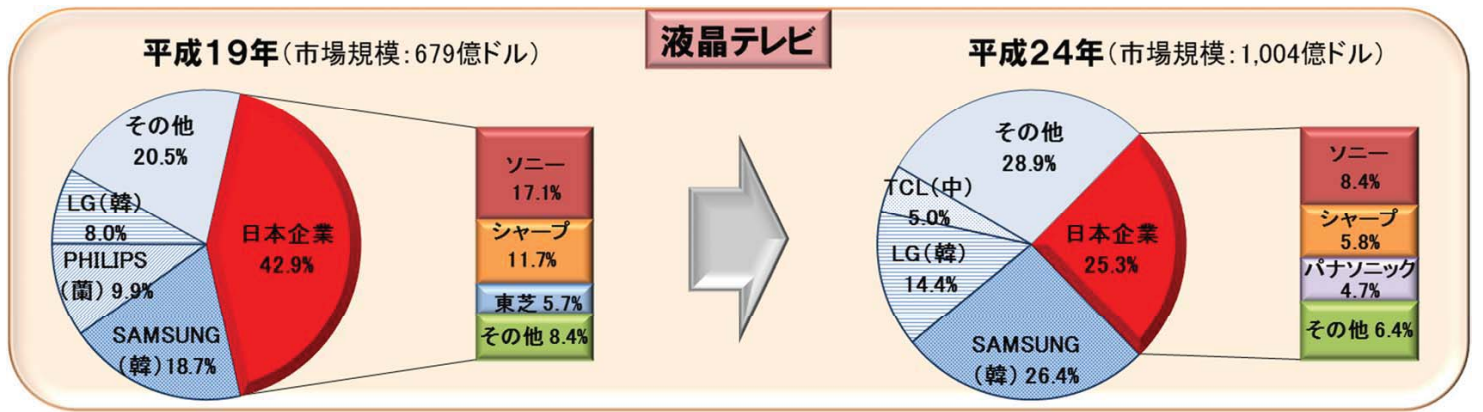 液晶テレビ
平成19年(市場規模:679億ドル)
その他
20.5%
LG(韓)
8.0%
PHILIPS
(蘭)9.9%
SAMSUNG
(韓)18.7%
日本企業
42.9%
ソニー
17.1%
シャープ
11.7%
東芝 5.7%
その他 8.4%
平成24年(市場規模:1,004億ドル)
その他
28.9%
TCL(中)
5.0%
LG(韓)
14.4%
SAMSUNG
(韓) 26.4%
日本企業
25.3%
ソニー
8.4%
シャープ
5.8%
パナソニック
4.7%
その他 6.4%